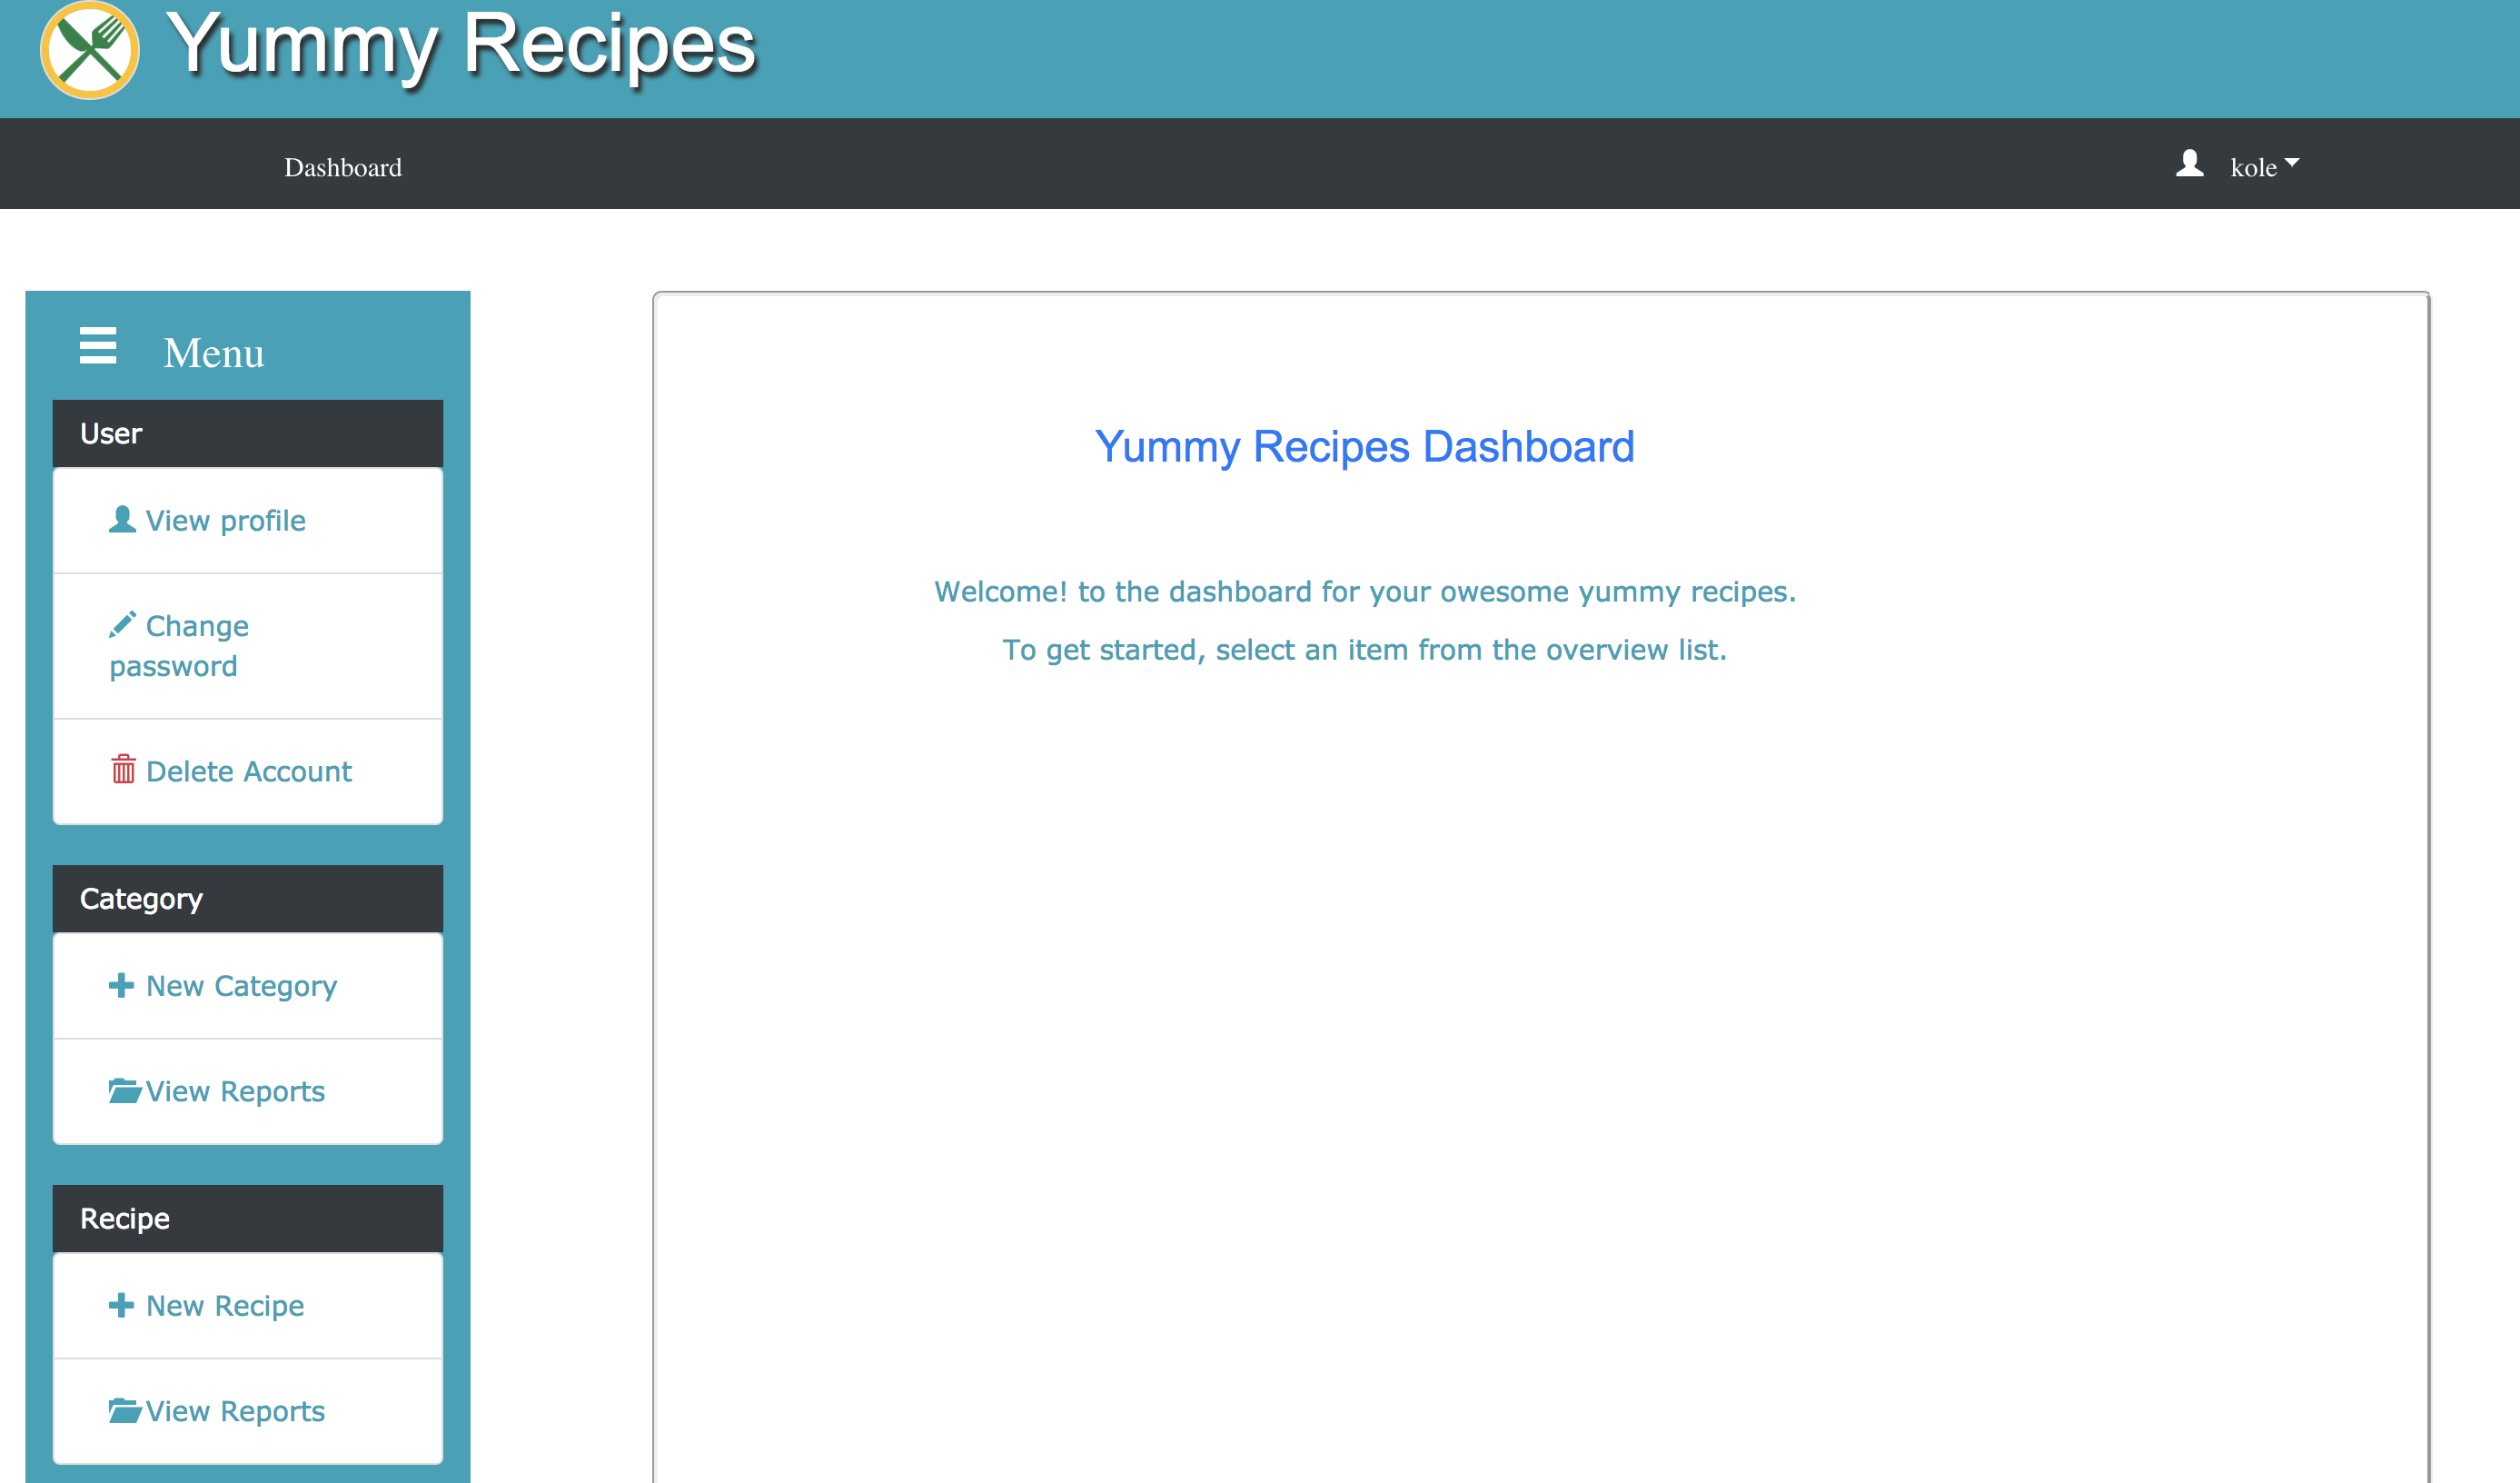 Yummy Recipes
Dashboard
kole
Menu
User
View profile
Change
password
Delete Account
Category
New Category
View Reports
Recipe
New Recipe
View Reports
Yummy Recipes Dashboard
Welcome! to the dashboard for your owesome yummy recipes.
To get started, select an item from the overview list.